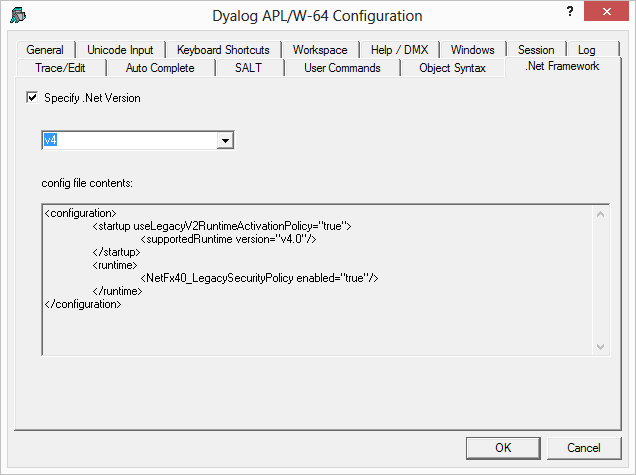 Dyalog APL/W-64 Configuration
?
General Unicode Input Keyboard Shortcuts Workspace Help / DMX Windows Session Log
Trace/Edit Auto Complete SALT User Commands Object Syntax .Net Framework
Specify .Net Version
v4
config file contents:
<configuration>
<startup useLegacyV2RuntimeActivationPolicy="true">
<supportedRuntime version="v4.0"/>
</startup>
<runtime>
<NetFx40_LegacySecurityPolicy enabled="true"/>
</runtime>
</configuration>
OK Cancel